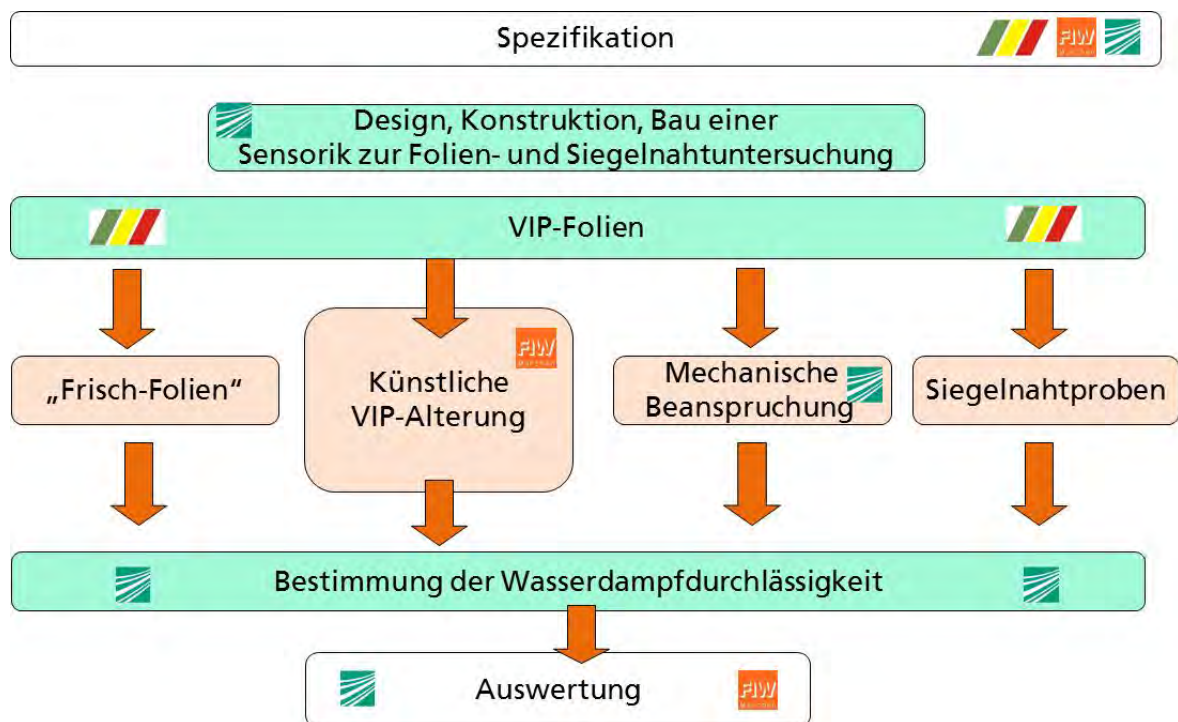 Spezifikation
FIW
Design, Konstruktion, Bau einer
Sensorik zur Folien- und Siegelnahtuntersuchung
VIP-Folien
„Frisch-Folien“
FIW
Künstliche
VIP-Alterung
Mechanische
Beanspruchung
Siegelnahtproben
Bestimmung der Wasserdampfdurchlässigkeit
Auswertung
FIW